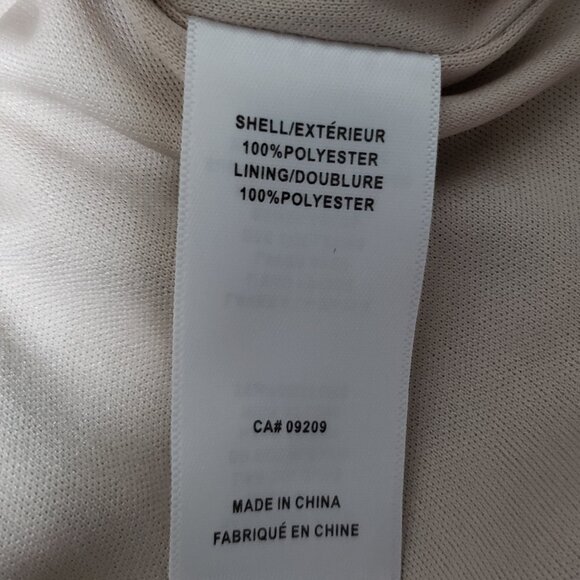 SHELL/EXTÉRIEUR
100%POLYESTER
LINING/DOUBLURE
100%POLYESTER
CA# 09209
MADE IN CHINA
FABRIQUÉ EN CHINE